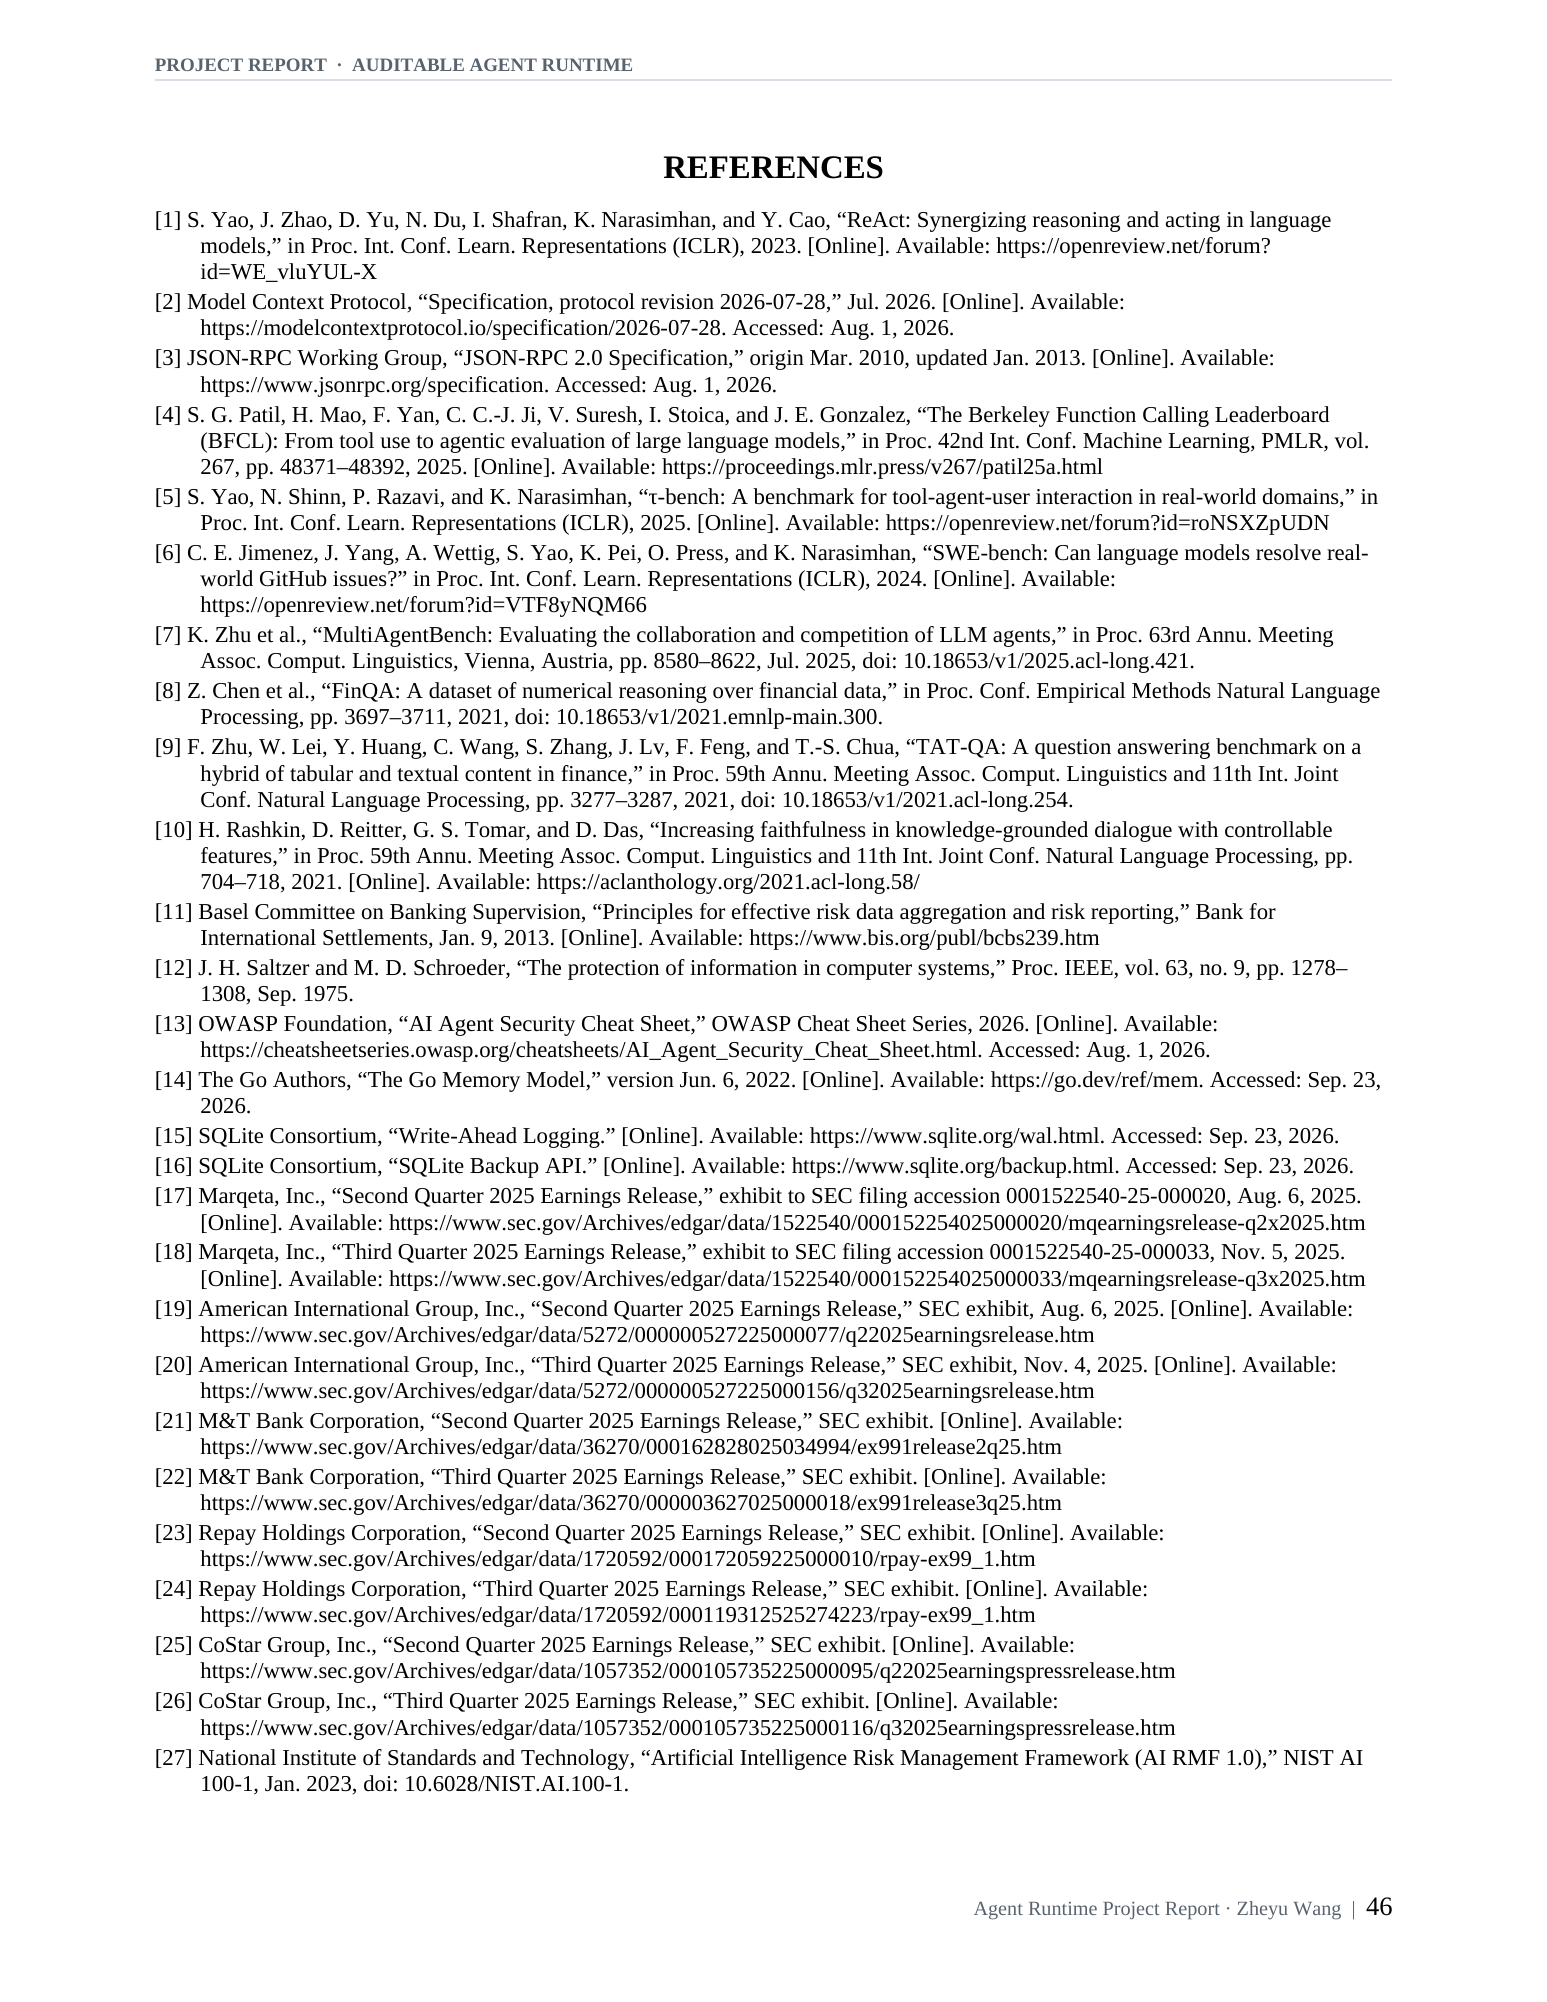 PROJECT REPORT · AUDITABLE AGENT RUNTIME
REFERENCES
[1] S. Yao, J. Zhao, D. Yu, N. Du, I. Shafran, K. Narasimhan, and Y. Cao, “ReAct: Synergizing reasoning and acting in language
models,” in Proc. Int. Conf. Learn. Representations (ICLR), 2023. [Online]. Available: https://openreview.net/forum?
id=WE_vluYUL-X
[2] Model Context Protocol, “Specification, protocol revision 2026-07-28,” Jul. 2026. [Online]. Available:
https://modelcontextprotocol.io/specification/2026-07-28. Accessed: Aug. 1, 2026.
[3] JSON-RPC Working Group, “JSON-RPC 2.0 Specification,” origin Mar. 2010, updated Jan. 2013. [Online]. Available:
https://www.jsonrpc.org/specification. Accessed: Aug. 1, 2026.
[4] S. G. Patil, H. Mao, F. Yan, C. C.-J. Ji, V. Suresh, I. Stoica, and J. E. Gonzalez, “The Berkeley Function Calling Leaderboard
(BFCL): From tool use to agentic evaluation of large language models,” in Proc. 42nd Int. Conf. Machine Learning, PMLR, vol.
267, pp. 48371–48392, 2025. [Online]. Available: https://proceedings.mlr.press/v267/patil25a.html
[5] S. Yao, N. Shinn, P. Razavi, and K. Narasimhan, “τ-bench: A benchmark for tool-agent-user interaction in real-world domains,” in
Proc. Int. Conf. Learn. Representations (ICLR), 2025. [Online]. Available: https://openreview.net/forum?id=roNSXZpUDN
[6] C. E. Jimenez, J. Yang, A. Wettig, S. Yao, K. Pei, O. Press, and K. Narasimhan, “SWE-bench: Can language models resolve real-
world GitHub issues?” in Proc. Int. Conf. Learn. Representations (ICLR), 2024. [Online]. Available:
https://openreview.net/forum?id=VTF8yNQM66
[7] K. Zhu et al., “MultiAgentBench: Evaluating the collaboration and competition of LLM agents,” in Proc. 63rd Annu. Meeting
Assoc. Comput. Linguistics, Vienna, Austria, pp. 8580–8622, Jul. 2025, doi: 10.18653/v1/2025.acl-long.421.
[8] Z. Chen et al., “FinQA: A dataset of numerical reasoning over financial data,” in Proc. Conf. Empirical Methods Natural Language
Processing, pp. 3697–3711, 2021, doi: 10.18653/v1/2021.emnlp-main.300.
[9] F. Zhu, W. Lei, Y. Huang, C. Wang, S. Zhang, J. Lv, F. Feng, and T.-S. Chua, “TAT-QA: A question answering benchmark on a
hybrid of tabular and textual content in finance,” in Proc. 59th Annu. Meeting Assoc. Comput. Linguistics and 11th Int. Joint
Conf. Natural Language Processing, pp. 3277–3287, 2021, doi: 10.18653/v1/2021.acl-long.254.
[10] H. Rashkin, D. Reitter, G. S. Tomar, and D. Das, “Increasing faithfulness in knowledge-grounded dialogue with controllable
features,” in Proc. 59th Annu. Meeting Assoc. Comput. Linguistics and 11th Int. Joint Conf. Natural Language Processing, pp.
704–718, 2021. [Online]. Available: https://aclanthology.org/2021.acl-long.58/
[11] Basel Committee on Banking Supervision, “Principles for effective risk data aggregation and risk reporting,” Bank for
International Settlements, Jan. 9, 2013. [Online]. Available: https://www.bis.org/publ/bcbs239.htm
[12] J. H. Saltzer and M. D. Schroeder, “The protection of information in computer systems,” Proc. IEEE, vol. 63, no. 9, pp. 1278–
1308, Sep. 1975.
[13] OWASP Foundation, “AI Agent Security Cheat Sheet,” OWASP Cheat Sheet Series, 2026. [Online]. Available:
https://cheatsheetseries.owasp.org/cheatsheets/AI_Agent_Security_Cheat_Sheet.html. Accessed: Aug. 1, 2026.
[14] The Go Authors, “The Go Memory Model,” version Jun. 6, 2022. [Online]. Available: https://go.dev/ref/mem. Accessed: Sep. 23,
2026.
[15] SQLite Consortium, “Write-Ahead Logging.” [Online]. Available: https://www.sqlite.org/wal.html. Accessed: Sep. 23, 2026.
[16] SQLite Consortium, “SQLite Backup API.” [Online]. Available: https://www.sqlite.org/backup.html. Accessed: Sep. 23, 2026.
[17] Marqeta, Inc., “Second Quarter 2025 Earnings Release,” exhibit to SEC filing accession 0001522540-25-000020, Aug. 6, 2025.
[Online]. Available: https://www.sec.gov/Archives/edgar/data/1522540/000152254025000020/mqearningsrelease-q2x2025.htm
[18] Marqeta, Inc., “Third Quarter 2025 Earnings Release,” exhibit to SEC filing accession 0001522540-25-000033, Nov. 5, 2025.
[Online]. Available: https://www.sec.gov/Archives/edgar/data/1522540/000152254025000033/mqearningsrelease-q3x2025.htm
[19] American International Group, Inc., “Second Quarter 2025 Earnings Release,” SEC exhibit, Aug. 6, 2025. [Online]. Available:
https://www.sec.gov/Archives/edgar/data/5272/000000527225000077/q22025earningsrelease.htm
[20] American International Group, Inc., “Third Quarter 2025 Earnings Release,” SEC exhibit, Nov. 4, 2025. [Online]. Available:
https://www.sec.gov/Archives/edgar/data/5272/000000527225000156/q32025earningsrelease.htm
[21] M&T Bank Corporation, “Second Quarter 2025 Earnings Release,” SEC exhibit. [Online]. Available:
https://www.sec.gov/Archives/edgar/data/36270/000162828025034994/ex991release2q25.htm
[22] M&T Bank Corporation, “Third Quarter 2025 Earnings Release,” SEC exhibit. [Online]. Available:
https://www.sec.gov/Archives/edgar/data/36270/000003627025000018/ex991release3q25.htm
[23] Repay Holdings Corporation, “Second Quarter 2025 Earnings Release,” SEC exhibit. [Online]. Available:
https://www.sec.gov/Archives/edgar/data/1720592/000172059225000010/rpay-ex99_1.htm
[24] Repay Holdings Corporation, “Third Quarter 2025 Earnings Release,” SEC exhibit. [Online]. Available:
https://www.sec.gov/Archives/edgar/data/1720592/000119312525274223/rpay-ex99_1.htm
[25] CoStar Group, Inc., “Second Quarter 2025 Earnings Release,” SEC exhibit. [Online]. Available:
https://www.sec.gov/Archives/edgar/data/1057352/000105735225000095/q22025earningspressrelease.htm
[26] CoStar Group, Inc., “Third Quarter 2025 Earnings Release,” SEC exhibit. [Online]. Available:
https://www.sec.gov/Archives/edgar/data/1057352/000105735225000116/q32025earningspressrelease.htm
[27] National Institute of Standards and Technology, “Artificial Intelligence Risk Management Framework (AI RMF 1.0),” NIST AI
100-1, Jan. 2023, doi: 10.6028/NIST.AI.100-1.
Agent Runtime Project Report · Zheyu Wang | 46